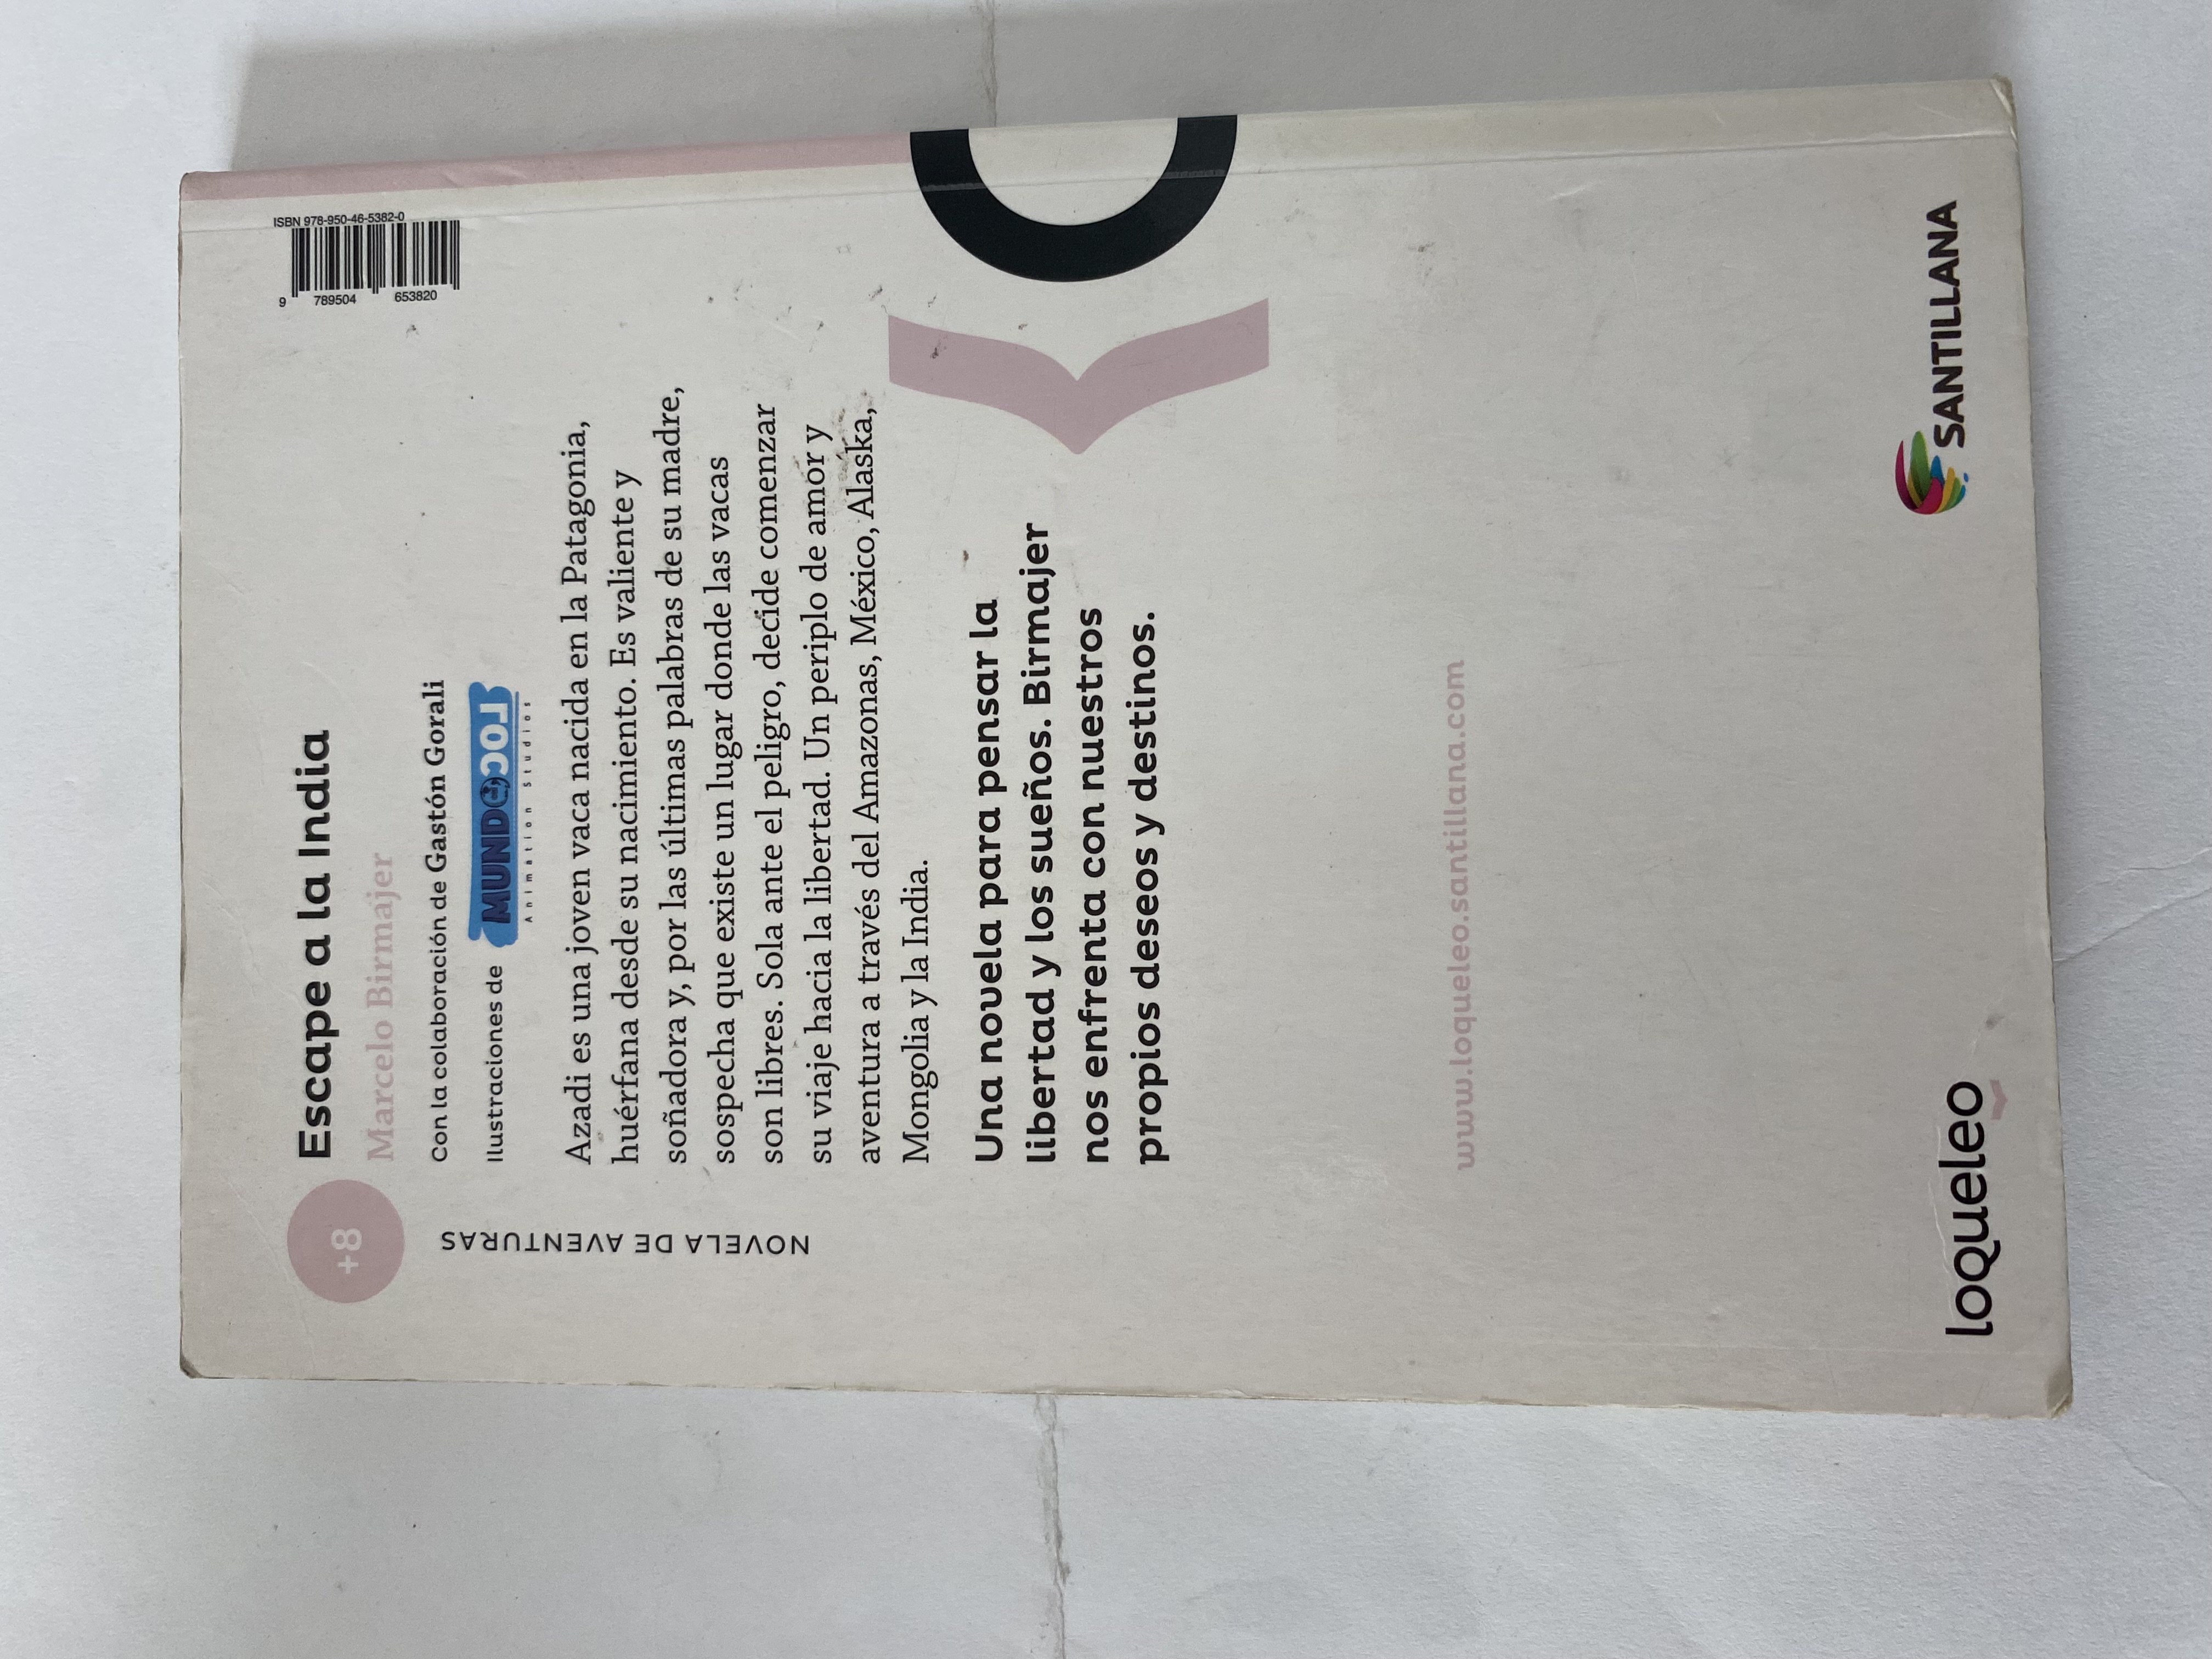 Escape a la India
+8
Marcelo Birmajer
Con la colaboración de Gastón Gorali
Ilustraciones de MUNDOLOCO
Animation Studios
NOVELA DE AVENTURAS
Azadi es una joven vaca nacida en la Patagonia,
huérfana desde su nacimiento. Es valiente y
soñadora y, por las últimas palabras de su madre,
sospecha que existe un lugar donde las vacas
son libres. Sola ante el peligro, decide comenzar
su viaje hacia la libertad. Un periplo de amor y
aventura a través del Amazonas, México, Alaska,
Mongolia y la India.
Una novela para pensar la
libertad y los sueños. Birmajer
nos enfrenta con nuestros
propios deseos y destinos.
www.loqueleo.santillana.com
loqueleo
SANTILLANA
ISBN 978-950-46-5382-0
9 789504 653820